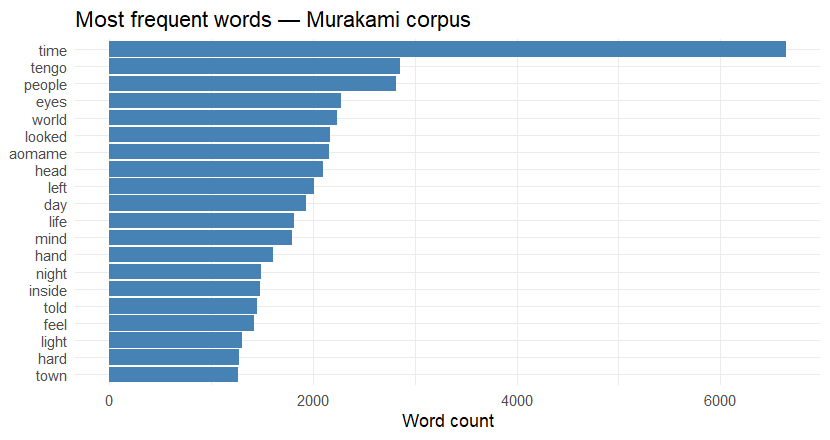 Most frequent words — Murakami corpus
time
tengo
people
eyes
world
looked
aomame
head
left
day
life
mind
hand
night
inside
told
feel
light
hard
town
0 2000 4000 6000
Word count